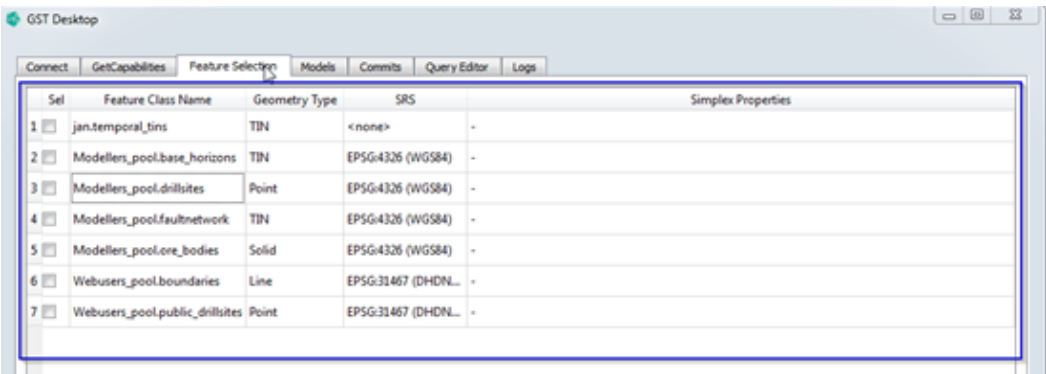 GST Desktop
Connect GetCapabilities Feature Selection Models Commits Query Editor Logs
Sel Feature Class Name Geometry Type SRS Simplex Properties
1 jan.temporal_tins TIN <none> -
2 Modellers_pool.base_horizons TIN EPSG:4326 (WGS84) -
3 Modellers_pool.drillsites Point EPSG:4326 (WGS84) -
4 Modellers_pool.faultnetwork TIN EPSG:4326 (WGS84) -
5 Modellers_pool.ore_bodies Solid EPSG:4326 (WGS84) -
6 Webusers_pool.boundaries Line EPSG:31467 (DHDN... -
7 Webusers_pool.public_drillsites Point EPSG:31467 (DHDN... -